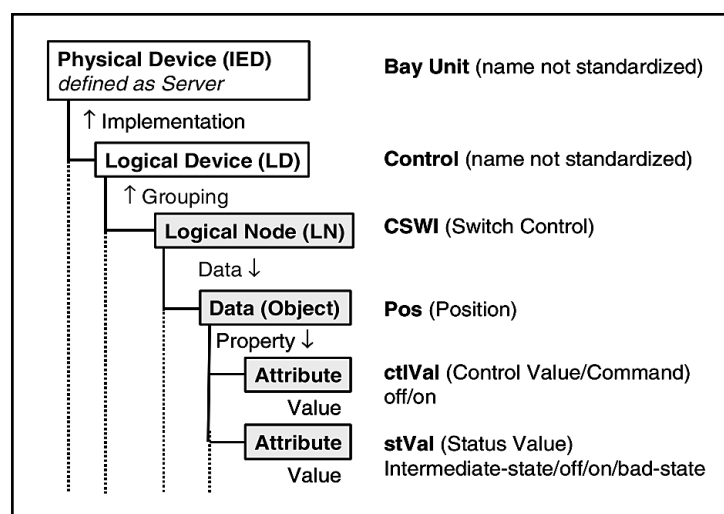 Physical Device (IED)
defined as Server
Bay Unit (name not standardized)
↑ Implementation
Logical Device (LD)
Control (name not standardized)
↑ Grouping
Logical Node (LN)
CSWI (Switch Control)
Data ↓
Data (Object)
Pos (Position)
Property ↓
Attribute
ctlVal (Control Value/Command)
Value
off/on
Attribute
stVal (Status Value)
Value
Intermediate-state/off/on/bad-state